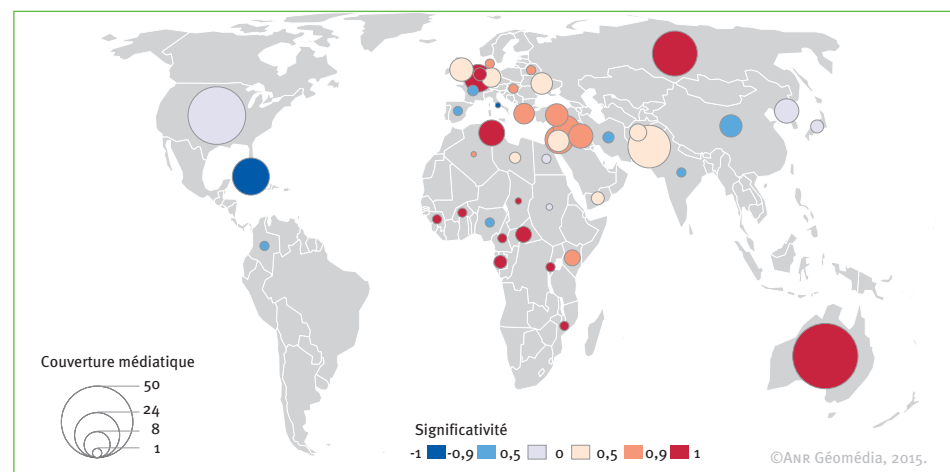 Couverture médiatique
50
24
8
1
Significativité
-1 -0,9 0,5 0 0,5 0,9 1
©ANR Géomédia, 2015.